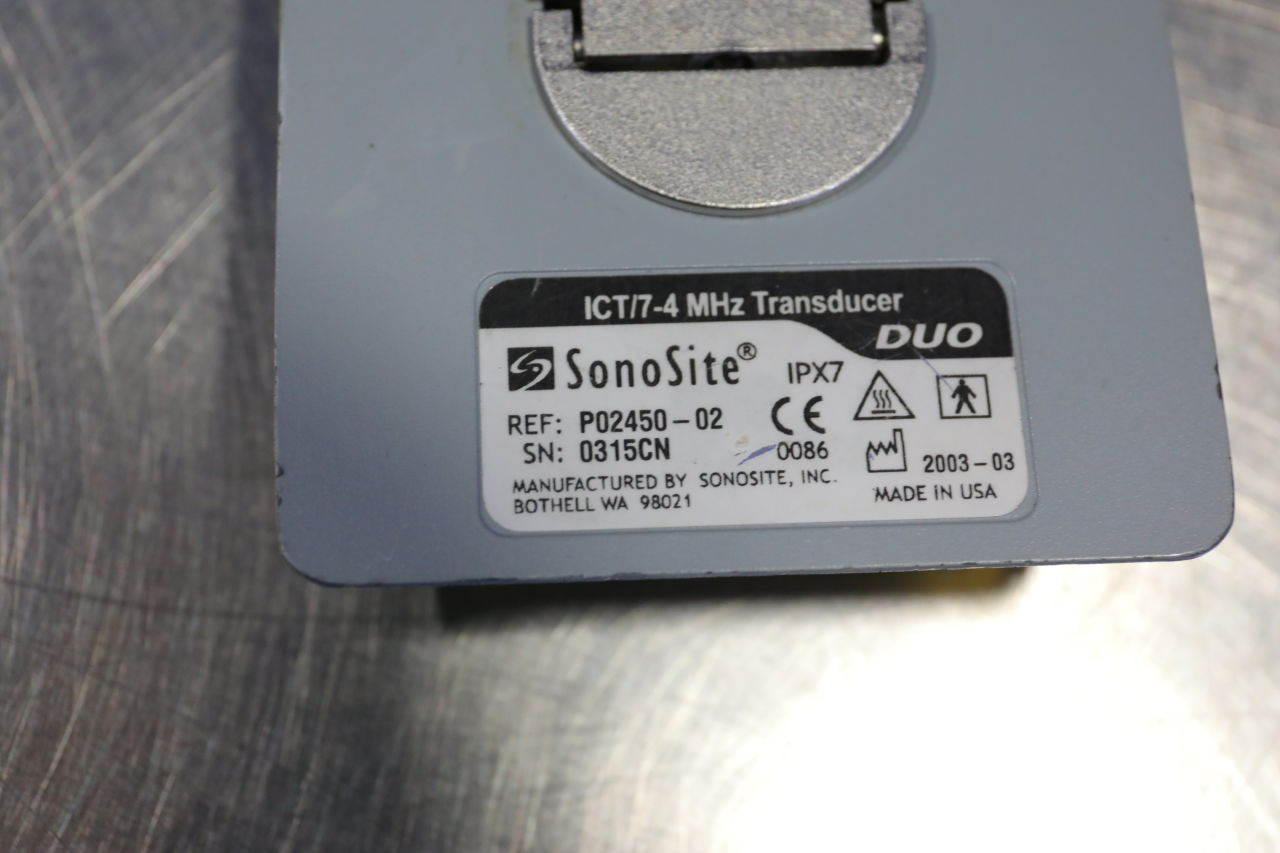 ICT/7-4 MHz Transducer
DUO
SonoSite® IPX7
REF: P02450-02
SN: 0315CN
CE 0086
2003-03
MANUFACTURED BY SONOSITE, INC.
BOTHELL WA 98021
MADE IN USA